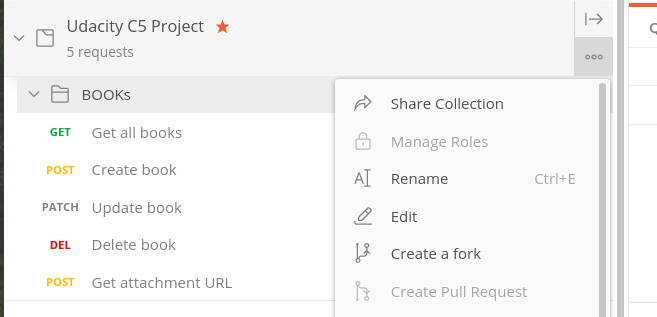 Udacity C5 Project
5 requests
BOOKs
GET Get all books
POST Create book
PATCH Update book
DEL Delete book
POST Get attachment URL
Share Collection
Manage Roles
Rename Ctrl+E
Edit
Create a fork
Create Pull Request